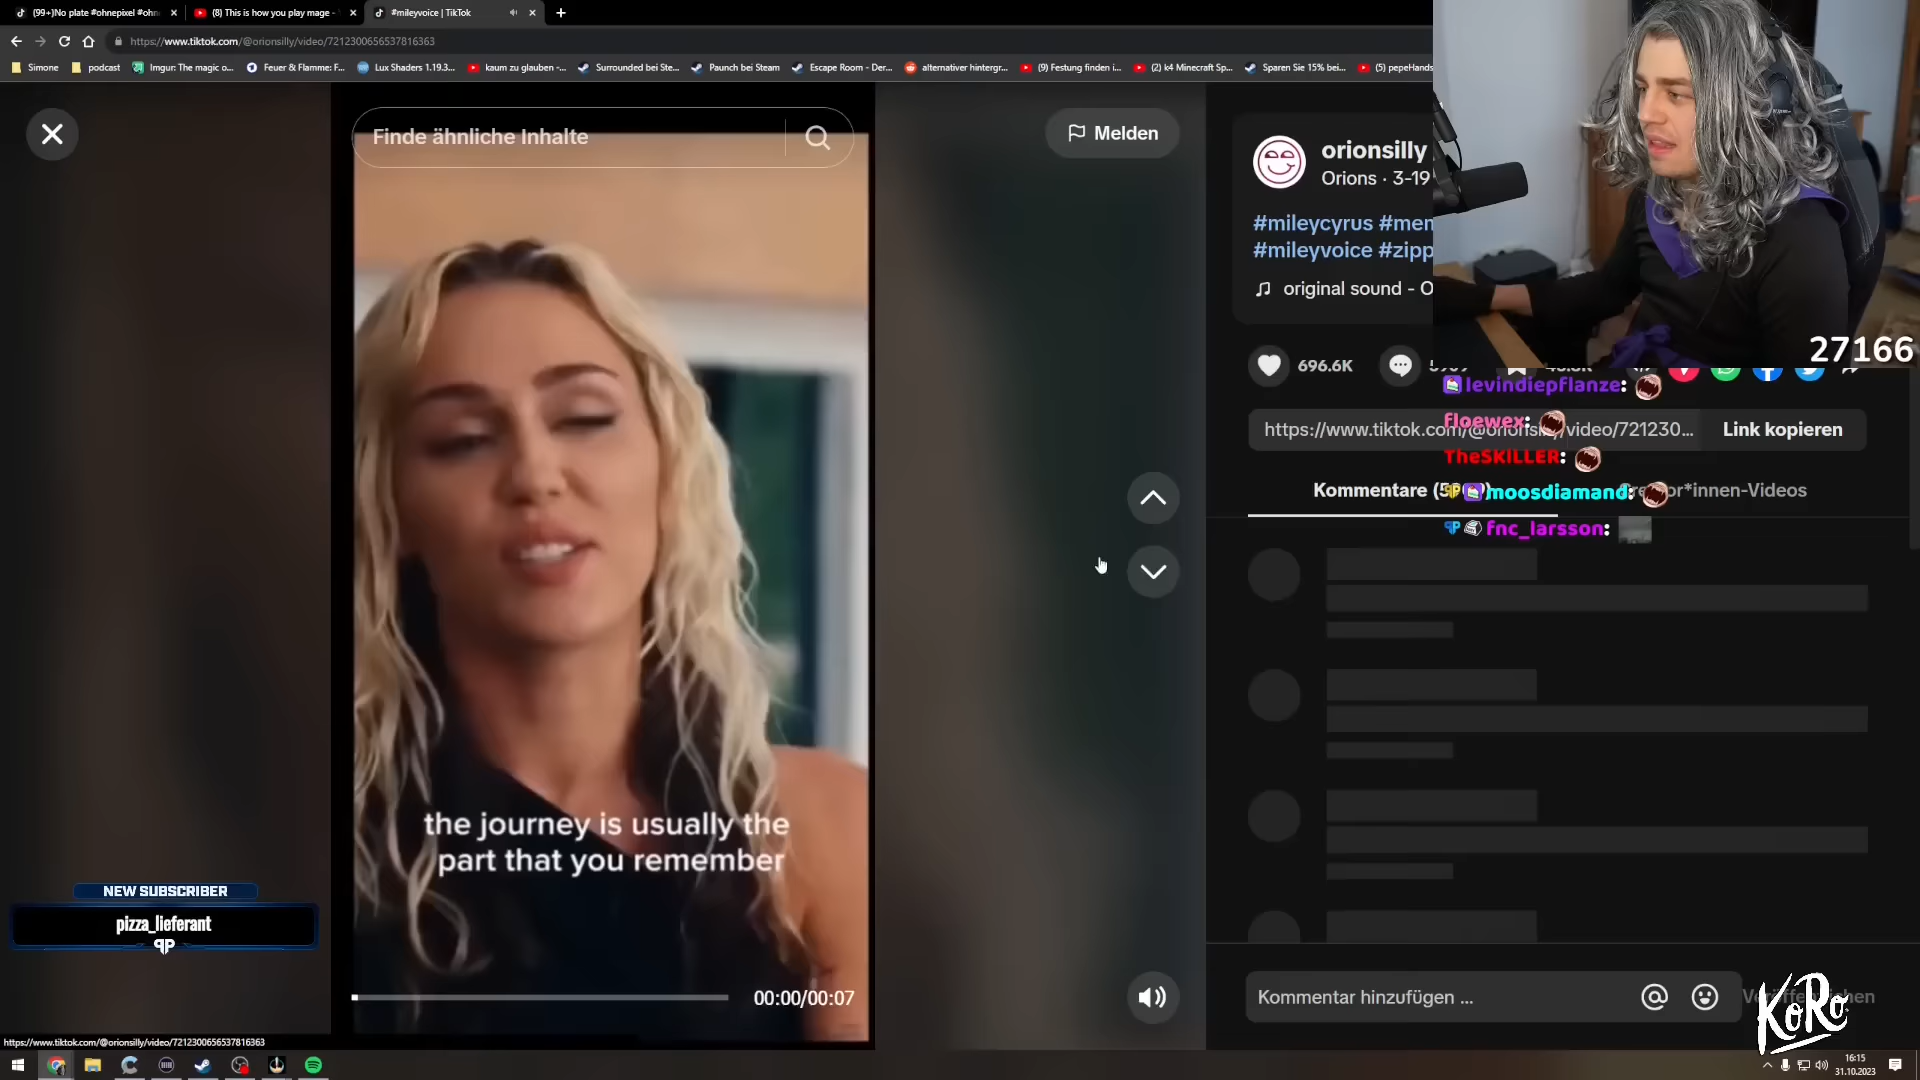 (99+)No plate #ohnepixel #ohn
(8) This is how you play mage -
#mileyvoice | TikTok
https://www.tiktok.com/@orionsilly/video/7212300656537816363
Simone
podcast
Imgur: The magic o...
Feuer & Flamme: F...
Lux Shaders 1.19.3...
kaum zu glauben -...
Surrounded bei Ste...
Paunch bei Steam
Escape Room - Der...
alternativer hintergr...
(9) Festung finden i...
(2) k4 Minecraft Sp...
Sparen Sie 15% bei...
(5) pepeHands
Finde ähnliche Inhalte
Melden
orionsilly
Orions · 3-19
#mileycyrus #mem
#mileyvoice #zipp
original sound - O
27166
696.6K
levindiepflanze:
floewex:
https://www.tiktok.com/@orionsilly/video/721230...
Link kopieren
TheSKILLER:
Kommentare
moosdiamand:
*innen-Videos
fnc_larsson:
the journey is usually the
part that you remember
NEW SUBSCRIBER
pizza_lieferant
00:00/00:07
Kommentar hinzufügen ...
KoRo
https://www.tiktok.com/@orionsilly/video/7212300656537816363
16:15
31.10.2023